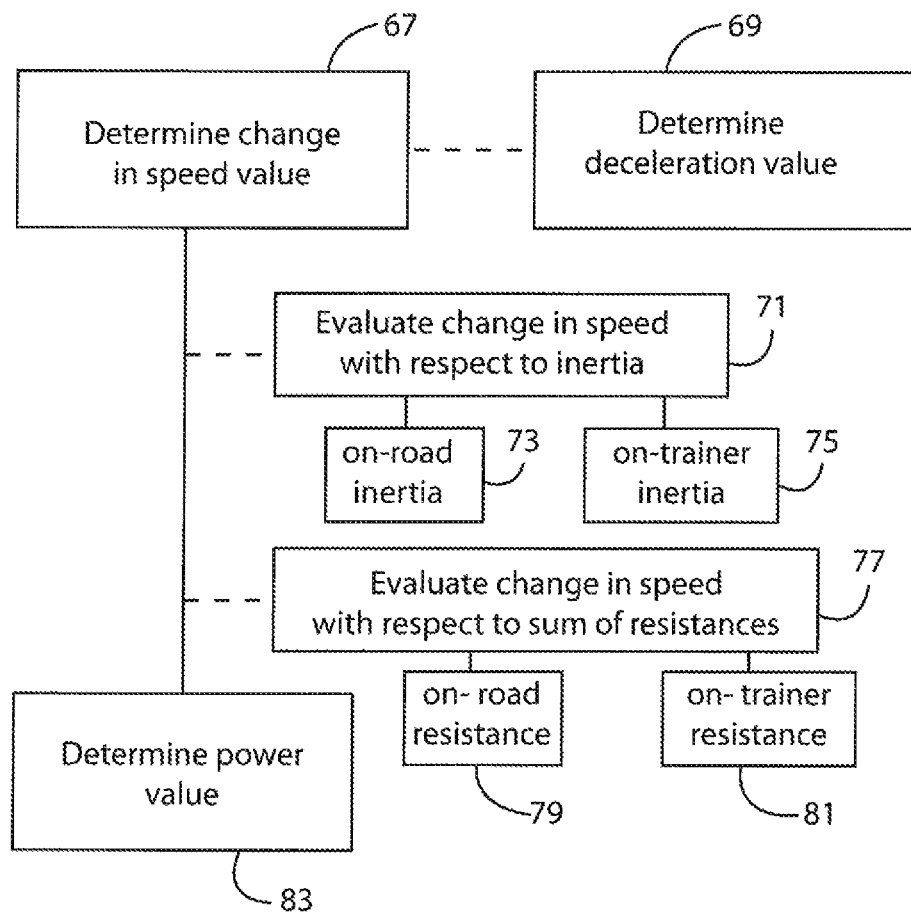 67
69
Determine change
in speed value
Determine
deceleration value
Evaluate change in speed
with respect to inertia
71
on-road
inertia
73
on-trainer
inertia
75
Evaluate change in speed
with respect to sum of resistances
77
on- road
resistance
79
on- trainer
resistance
81
Determine power
value
83